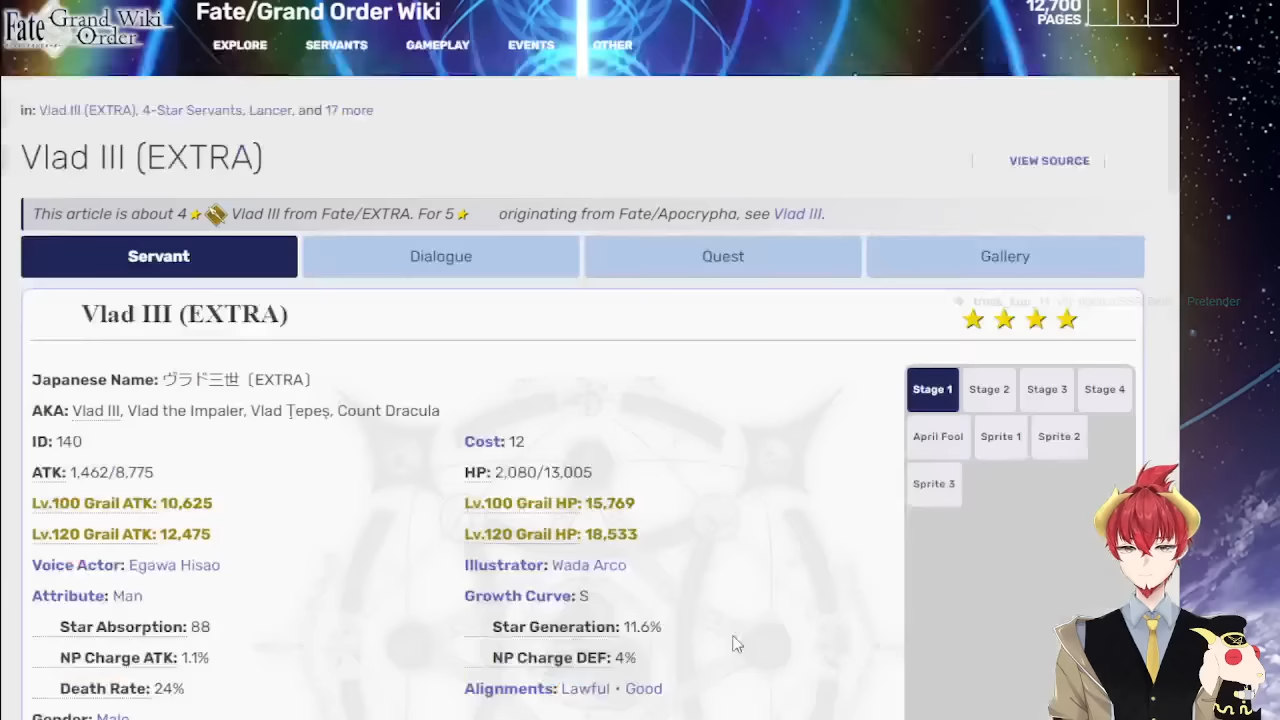 Fate/Grand Order Wiki
Fate/Grand Order Wiki
12,700
PAGES
EXPLORE SERVANTS GAMEPLAY EVENTS OTHER
in: Vlad III (EXTRA), 4-Star Servants, Lancer, and 17 more
Vlad III (EXTRA)
VIEW SOURCE
This article is about 4 Vlad III from Fate/EXTRA. For 5 originating from Fate/Apocrypha, see Vlad III.
Servant Dialogue Quest Gallery
Pretender
Vlad III (EXTRA)
Japanese Name: ヴラド三世〔EXTRA〕
AKA: Vlad III, Vlad the Impaler, Vlad Țepeș, Count Dracula
ID: 140 Cost: 12
ATK: 1,462/8,775 HP: 2,080/13,005
Lv.100 Grail ATK: 10,625 Lv.100 Grail HP: 15,769
Lv.120 Grail ATK: 12,475 Lv.120 Grail HP: 18,533
Voice Actor: Egawa Hisao Illustrator: Wada Arco
Attribute: Man Growth Curve: S
Star Absorption: 88 Star Generation: 11.6%
NP Charge ATK: 1.1% NP Charge DEF: 4%
Death Rate: 24% Alignments: Lawful・Good
Gender: Male
Stage 1 Stage 2 Stage 3 Stage 4
April Fool Sprite 1 Sprite 2
Sprite 3